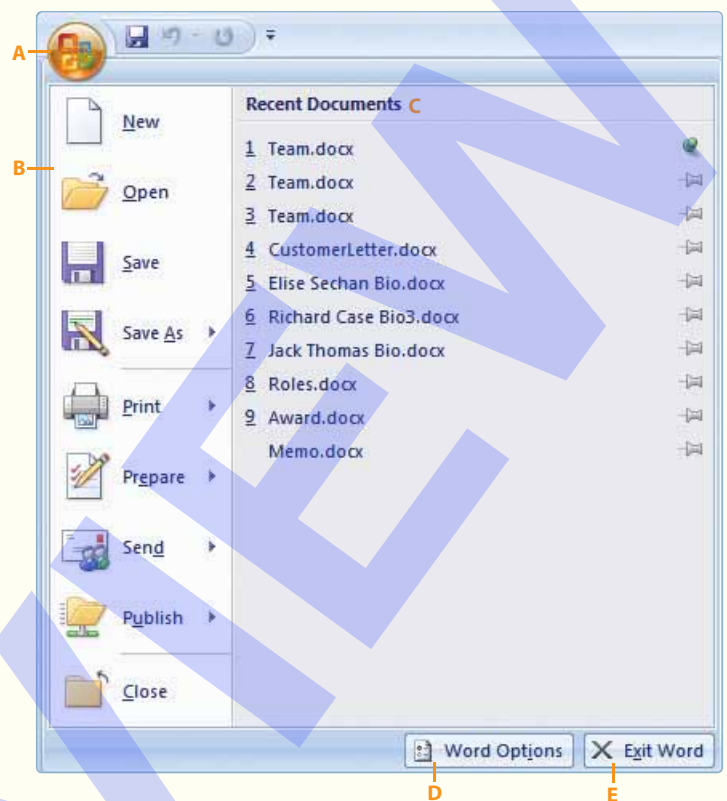 A
B
New
Open
Save
Save As
Print
Prepare
Send
Publish
Close
Recent Documents C
1 Team.docx
2 Team.docx
3 Team.docx
4 CustomerLetter.docx
5 Elise Sechan Bio.docx
6 Richard Case Bio3.docx
7 Jack Thomas Bio.docx
8 Roles.docx
9 Award.docx
Memo.docx
Word Options X Exit Word
D E